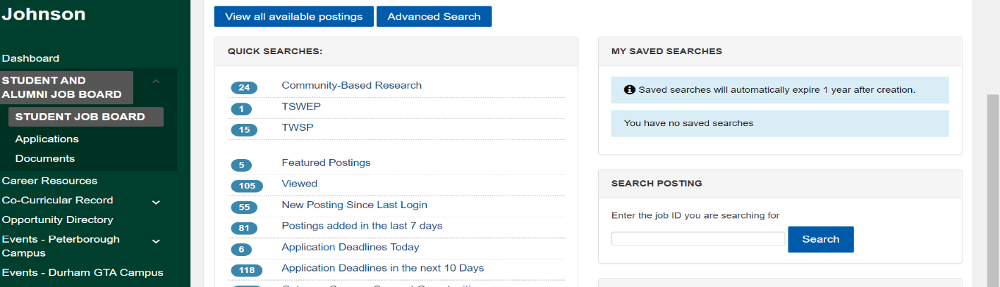 Johnson
Dashboard
STUDENT AND
ALUMNI JOB BOARD
STUDENT JOB BOARD
Applications
Documents
Career Resources
Co-Curricular Record
Opportunity Directory
Events - Peterborough
Campus
Events - Durham GTA Campus
View all available postings
Advanced Search
QUICK SEARCHES:
24 Community-Based Research
1 TSWEP
15 TWSP
5 Featured Postings
105 Viewed
55 New Posting Since Last Login
81 Postings added in the last 7 days
6 Application Deadlines Today
118 Application Deadlines in the next 10 Days
MY SAVED SEARCHES
Saved searches will automatically expire 1 year after creation.
You have no saved searches
SEARCH POSTING
Enter the job ID you are searching for
Search